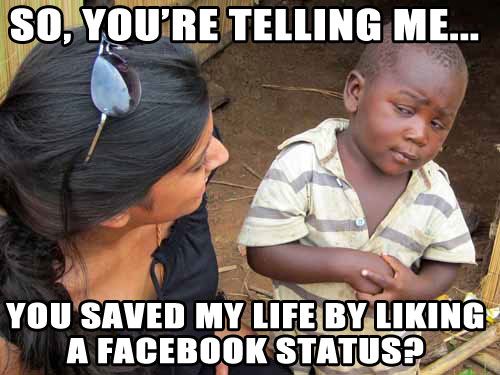 SO, YOU'RE TELLING ME...
YOU SAVED MY LIFE BY LIKING
A FACEBOOK STATUS?